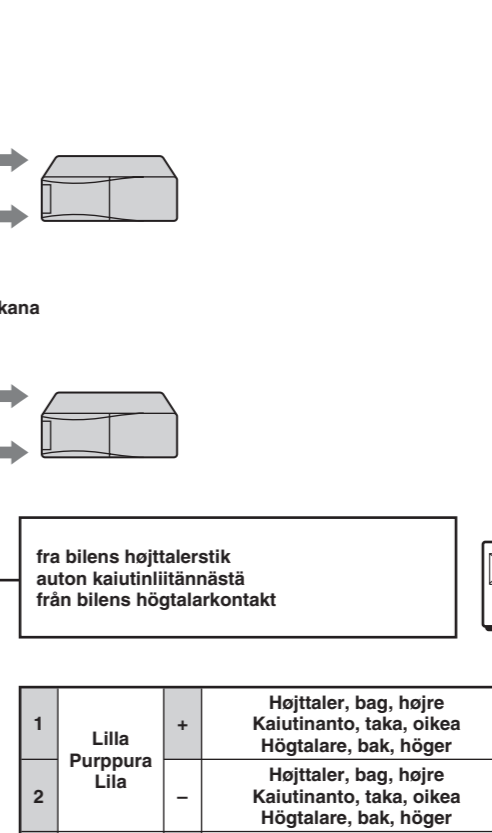 kana
fra bilens højttalerstik
auton kaiutinliitännästä
från bilens högtalarkontakt
1
Lilla
Purppura
Lila
+
Højttaler, bag, højre
Kaiutinanto, taka, oikea
Högtalare, bak, höger
2
–
Højttaler, bag, højre
Kaiutinanto, taka, oikea
Högtalare, bak, höger